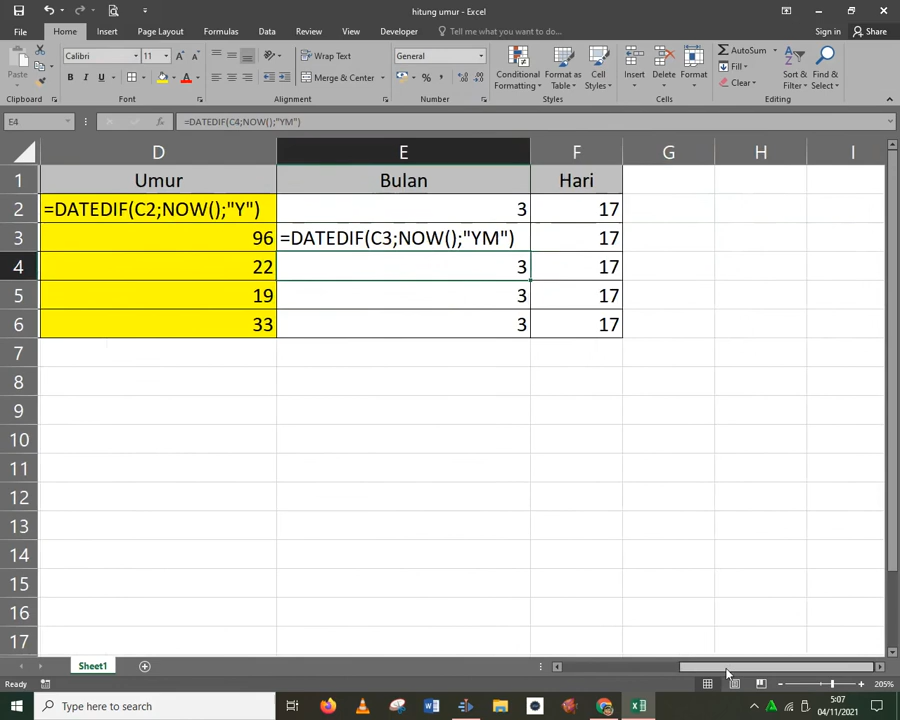 hitung umur - Excel
Sign in
Share
File
Home
Insert
Page Layout
Formulas
Data
Review
View
Developer
Tell me what you want to do...
Paste
Clipboard
Calibri
11
B I U
Font
Wrap Text
Merge & Center
Alignment
General
%
Number
Conditional Formatting
Format as Table
Cell Styles
Styles
Insert
Delete
Format
Cells
AutoSum
Fill
Clear
Sort & Filter
Find & Select
Editing
E4
=DATEDIF(C4;NOW();"YM")
D E F G H I
1 Umur Bulan Hari
2 =DATEDIF(C2;NOW();"Y") 3 17
3 96 =DATEDIF(C3;NOW();"YM") 17
4 22 3 17
5 19 3 17
6 33 3 17
7
8
9
10
11
12
13
14
15
16
17
Sheet1
Ready
205%
Type here to search
5:07
04/11/2021